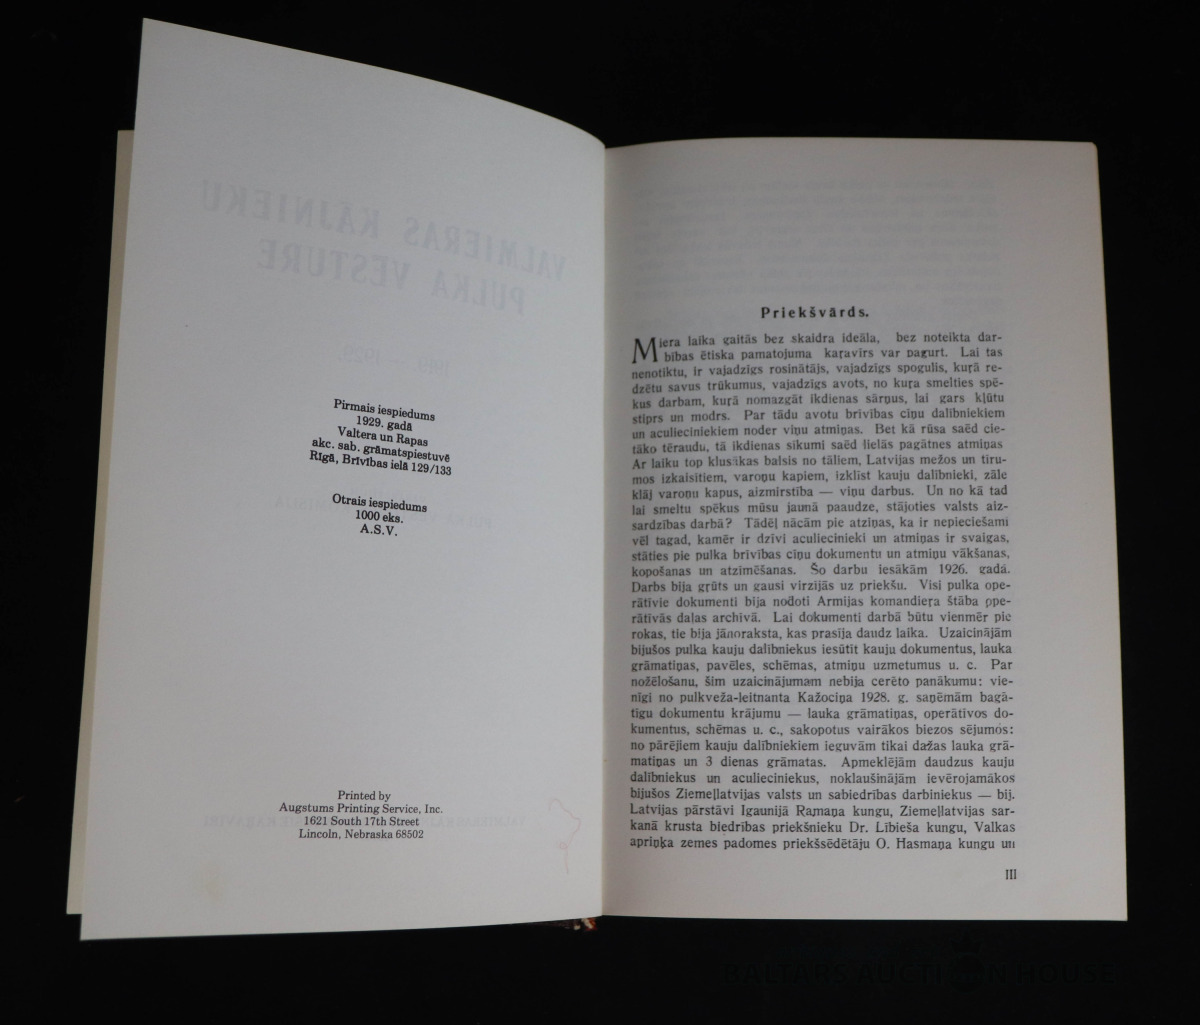 Pirmais iespiedums
1929. gadā
Valtera un Rapas
akc. sab. grāmatspiestuvē
Rīgā, Brīvības ielā 129/133
Otrais iespiedums
1000 eks.
A.S.V.
Printed by
Augstums Printing Service, Inc.
1621 South 17th Street
Lincoln, Nebraska 68502
Priekšvārds.
Miera laika gaitās bez skaidra ideāla, bez noteikta dar-
bības ētiska pamatojuma kaŗavīrs var pagurt. Lai tas
nenotiktu, ir vajadzīgs rosinātājs, vajadzīgs spogulis, kuŗā re-
dzētu savus trūkumus, vajadzīgs avots, no kuŗa smelties spē-
kus darbam, kuŗā nomazgāt ikdienas sārņus, lai gars kļūtu
stiprs un modrs. Par tādu avotu brīvības cīņu dalībniekiem
un aculieciniekiem noder viņu atmiņas. Bet kā rūsa saēd cie-
tāko tēraudu, tā ikdienas sīkumi saēd lielās pagātnes atmiņas
Ar laiku top klusākas balsis no tāliem, Latvijas mežos un tīru-
mos izkaisītiem, varoņu kapiem, izklīst kauju dalībnieki, zāle
klāj varoņu kapus, aizmirstība — viņu darbus. Un no kā tad
lai smeltu spēkus mūsu jaunā paaudze, stājoties valsts aiz-
sardzības darbā? Tādēļ nācām pie atziņas, ka ir nepieciešami
vēl tagad, kamēr ir dzīvi aculiecinieki un atmiņas ir svaigas,
stāties pie pulka brīvības cīņu dokumentu un atmiņu vākšanas,
kopošanas un atzīmēšanas. Šo darbu iesākām 1926. gadā.
Darbs bija grūts un gausi virzījās uz priekšu. Visi pulka ope-
rātīvie dokumenti bija nodoti Armijas komandiera štāba ope-
rātīvās daļas archīvā. Lai dokumenti darbā būtu vienmēr pie
rokas, tie bija jānoraksta, kas prasīja daudz laika. Uzaicinājām
bijušos pulka kauju dalībniekus iesūtīt kauju dokumentus, lauka
grāmatiņas, pavēles, schēmas, atmiņu uzmetumus u. c. Par
nožēlošanu, šim uzaicinājumam nebija cerēto panākumu: vie-
nīgi no pulkveža-leitnanta Kažociņa 1928. g. saņēmām bagā-
tīgu dokumentu krājumu — lauka grāmatiņas, operātīvos do-
kumentus, schēmas u. c., sakopotus vairākos biezos sējumos:
no pārējiem kauju dalībniekiem ieguvām tikai dažas lauka grā-
matiņas un 3 dienas grāmatas. Apmeklējām daudzus kauju
dalībniekus un aculieciniekus, noklaušinājām ievērojamākos
bijušos Ziemeļlatvijas valsts un sabiedrības darbiniekus — bij.
Latvijas pārstāvi Igaunijā Ramaņa kungu, Ziemeļlatvijas sar-
kanā krusta biedrības priekšnieku Dr. Lībieša kungu, Valkas
apriņķa zemes padomes priekšsēdētāju O. Hasmaņa kungu un
III
BALTARS AUCTION HOUSE